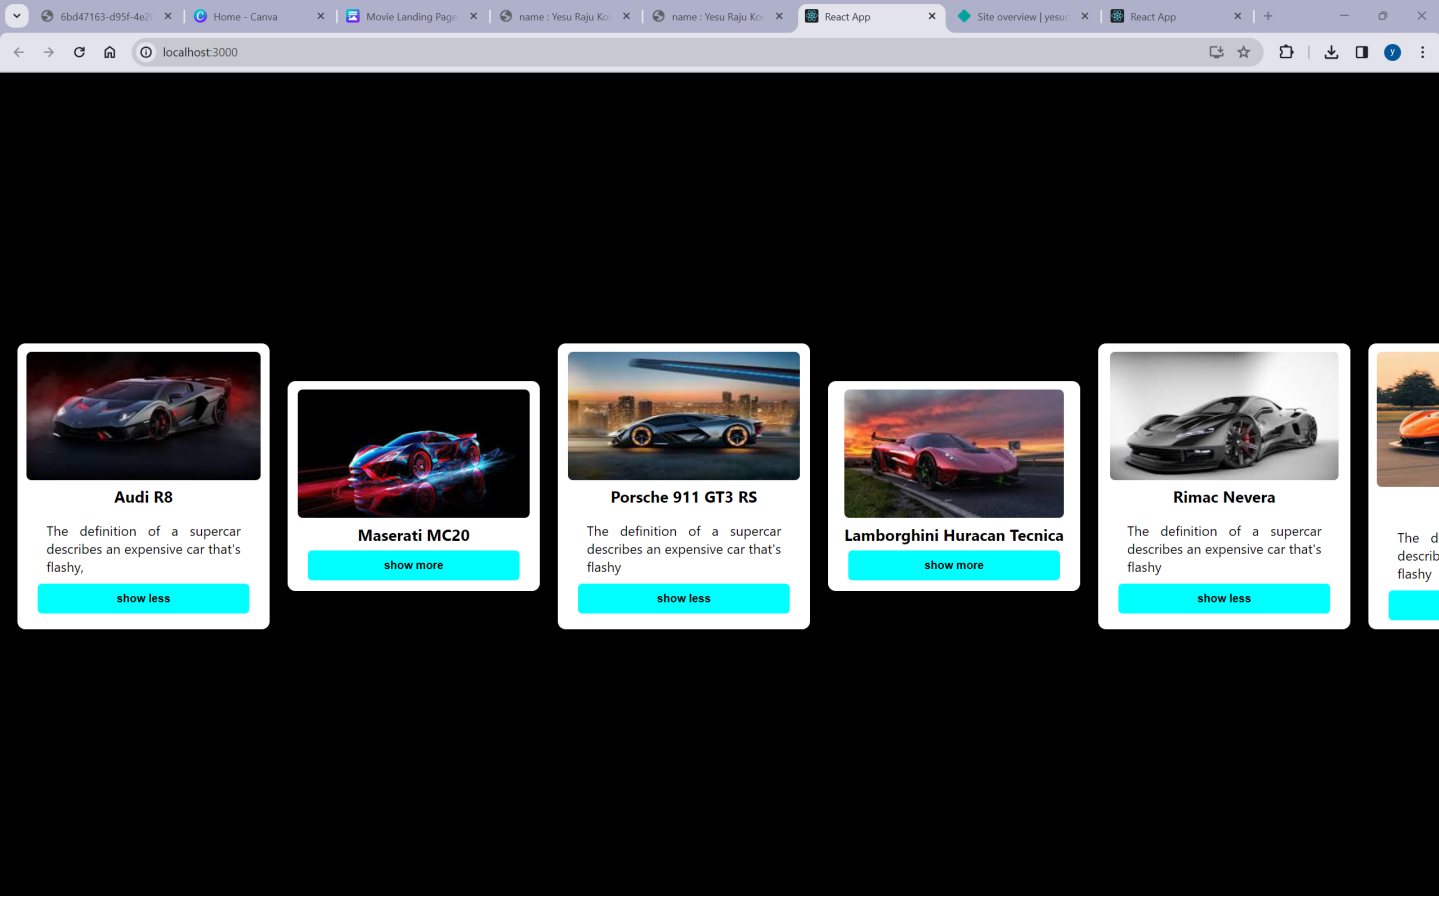 6bd47163-d95f-4e2
Home - Canva
Movie Landing Page
name : Yesu Raju Ko
name : Yesu Raju Ko
React App
Site overview | yesu
React App
localhost:3000
y
Audi R8
The definition of a supercar
describes an expensive car that's
flashy,
show less
Maserati MC20
show more
Porsche 911 GT3 RS
The definition of a supercar
describes an expensive car that's
flashy
show less
Lamborghini Huracan Tecnica
show more
Rimac Nevera
The definition of a supercar
describes an expensive car that's
flashy
show less
The d
describ
flashy